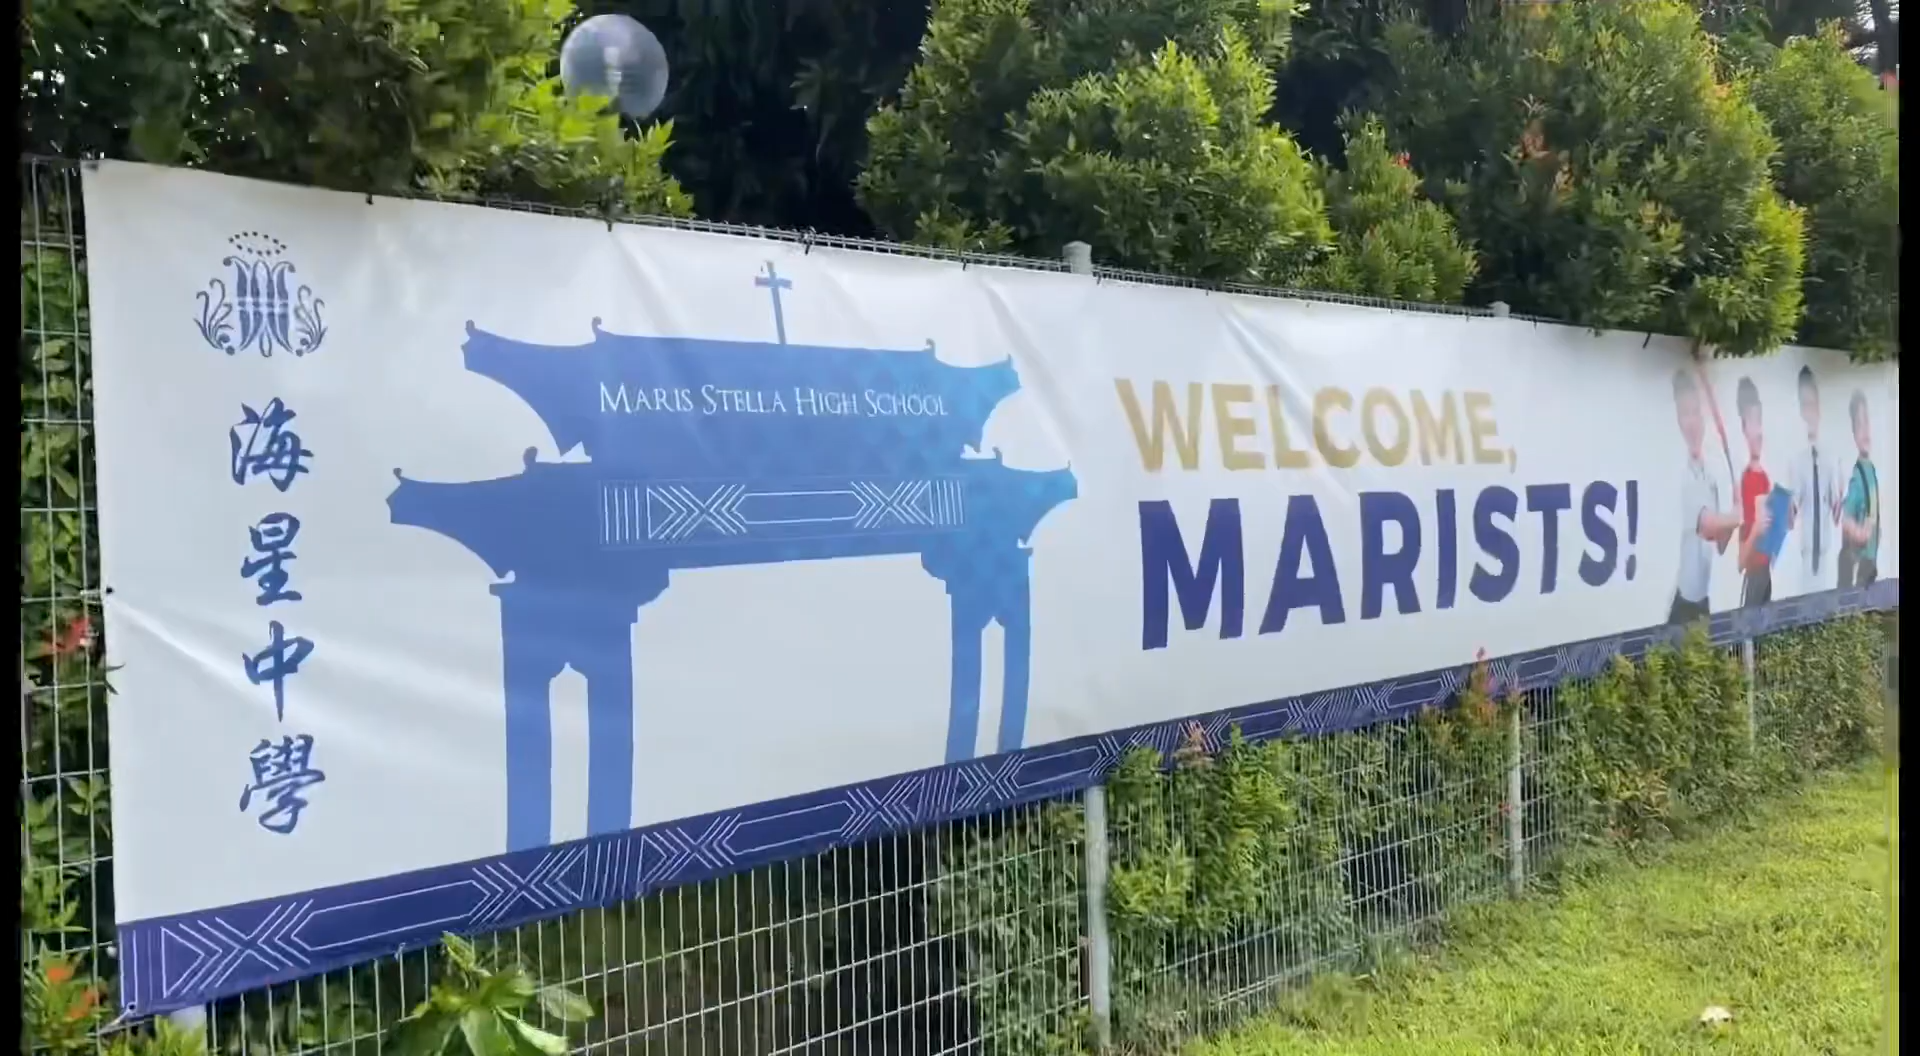 海星中學
MARIS STELLA HIGH SCHOOL
WELCOME,
MARISTS!